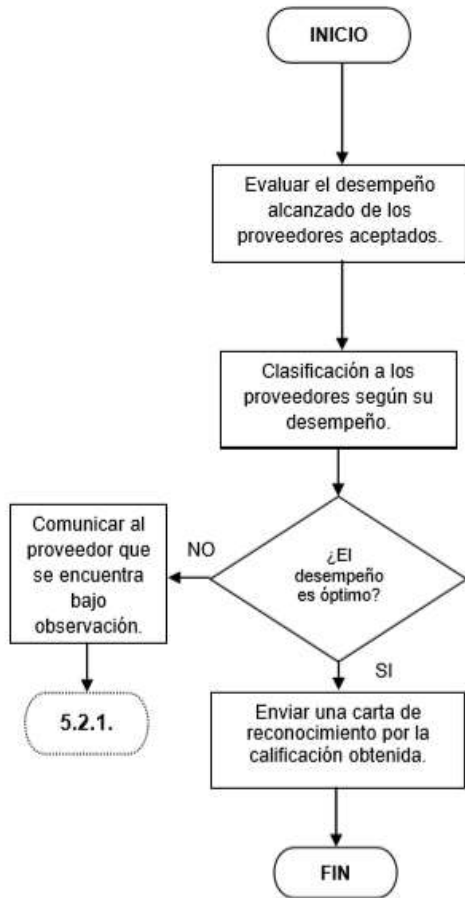 INICIO
Evaluar el desempeño
alcanzado de los
proveedores aceptados.
Clasificación a los
proveedores según su
desempeño.
¿El
desempeño
es óptimo?
NO
Comunicar al
proveedor que
se encuentra
bajo
observación.
5.2.1.
SI
Enviar una carta de
reconocimiento por la
calificación obtenida.
FIN